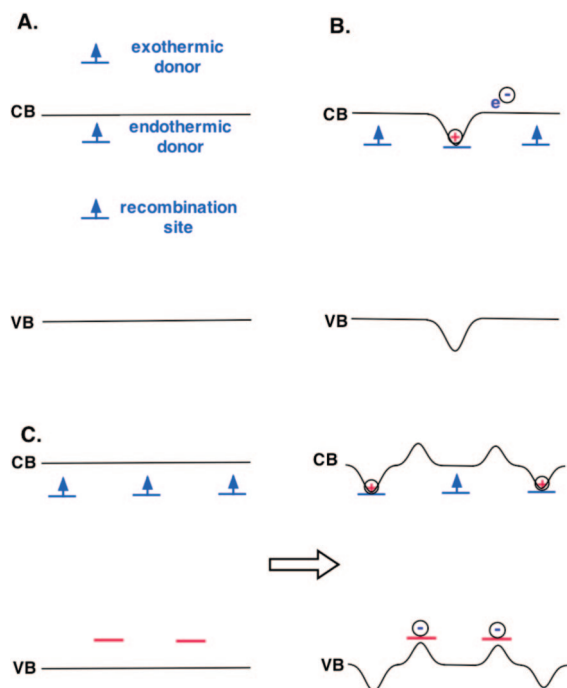 A.
exothermic
donor
CB
endothermic
donor
recombination
site
VB
B.
e -
CB
+
VB
C.
CB
VB
CB
+ +
- -
VB